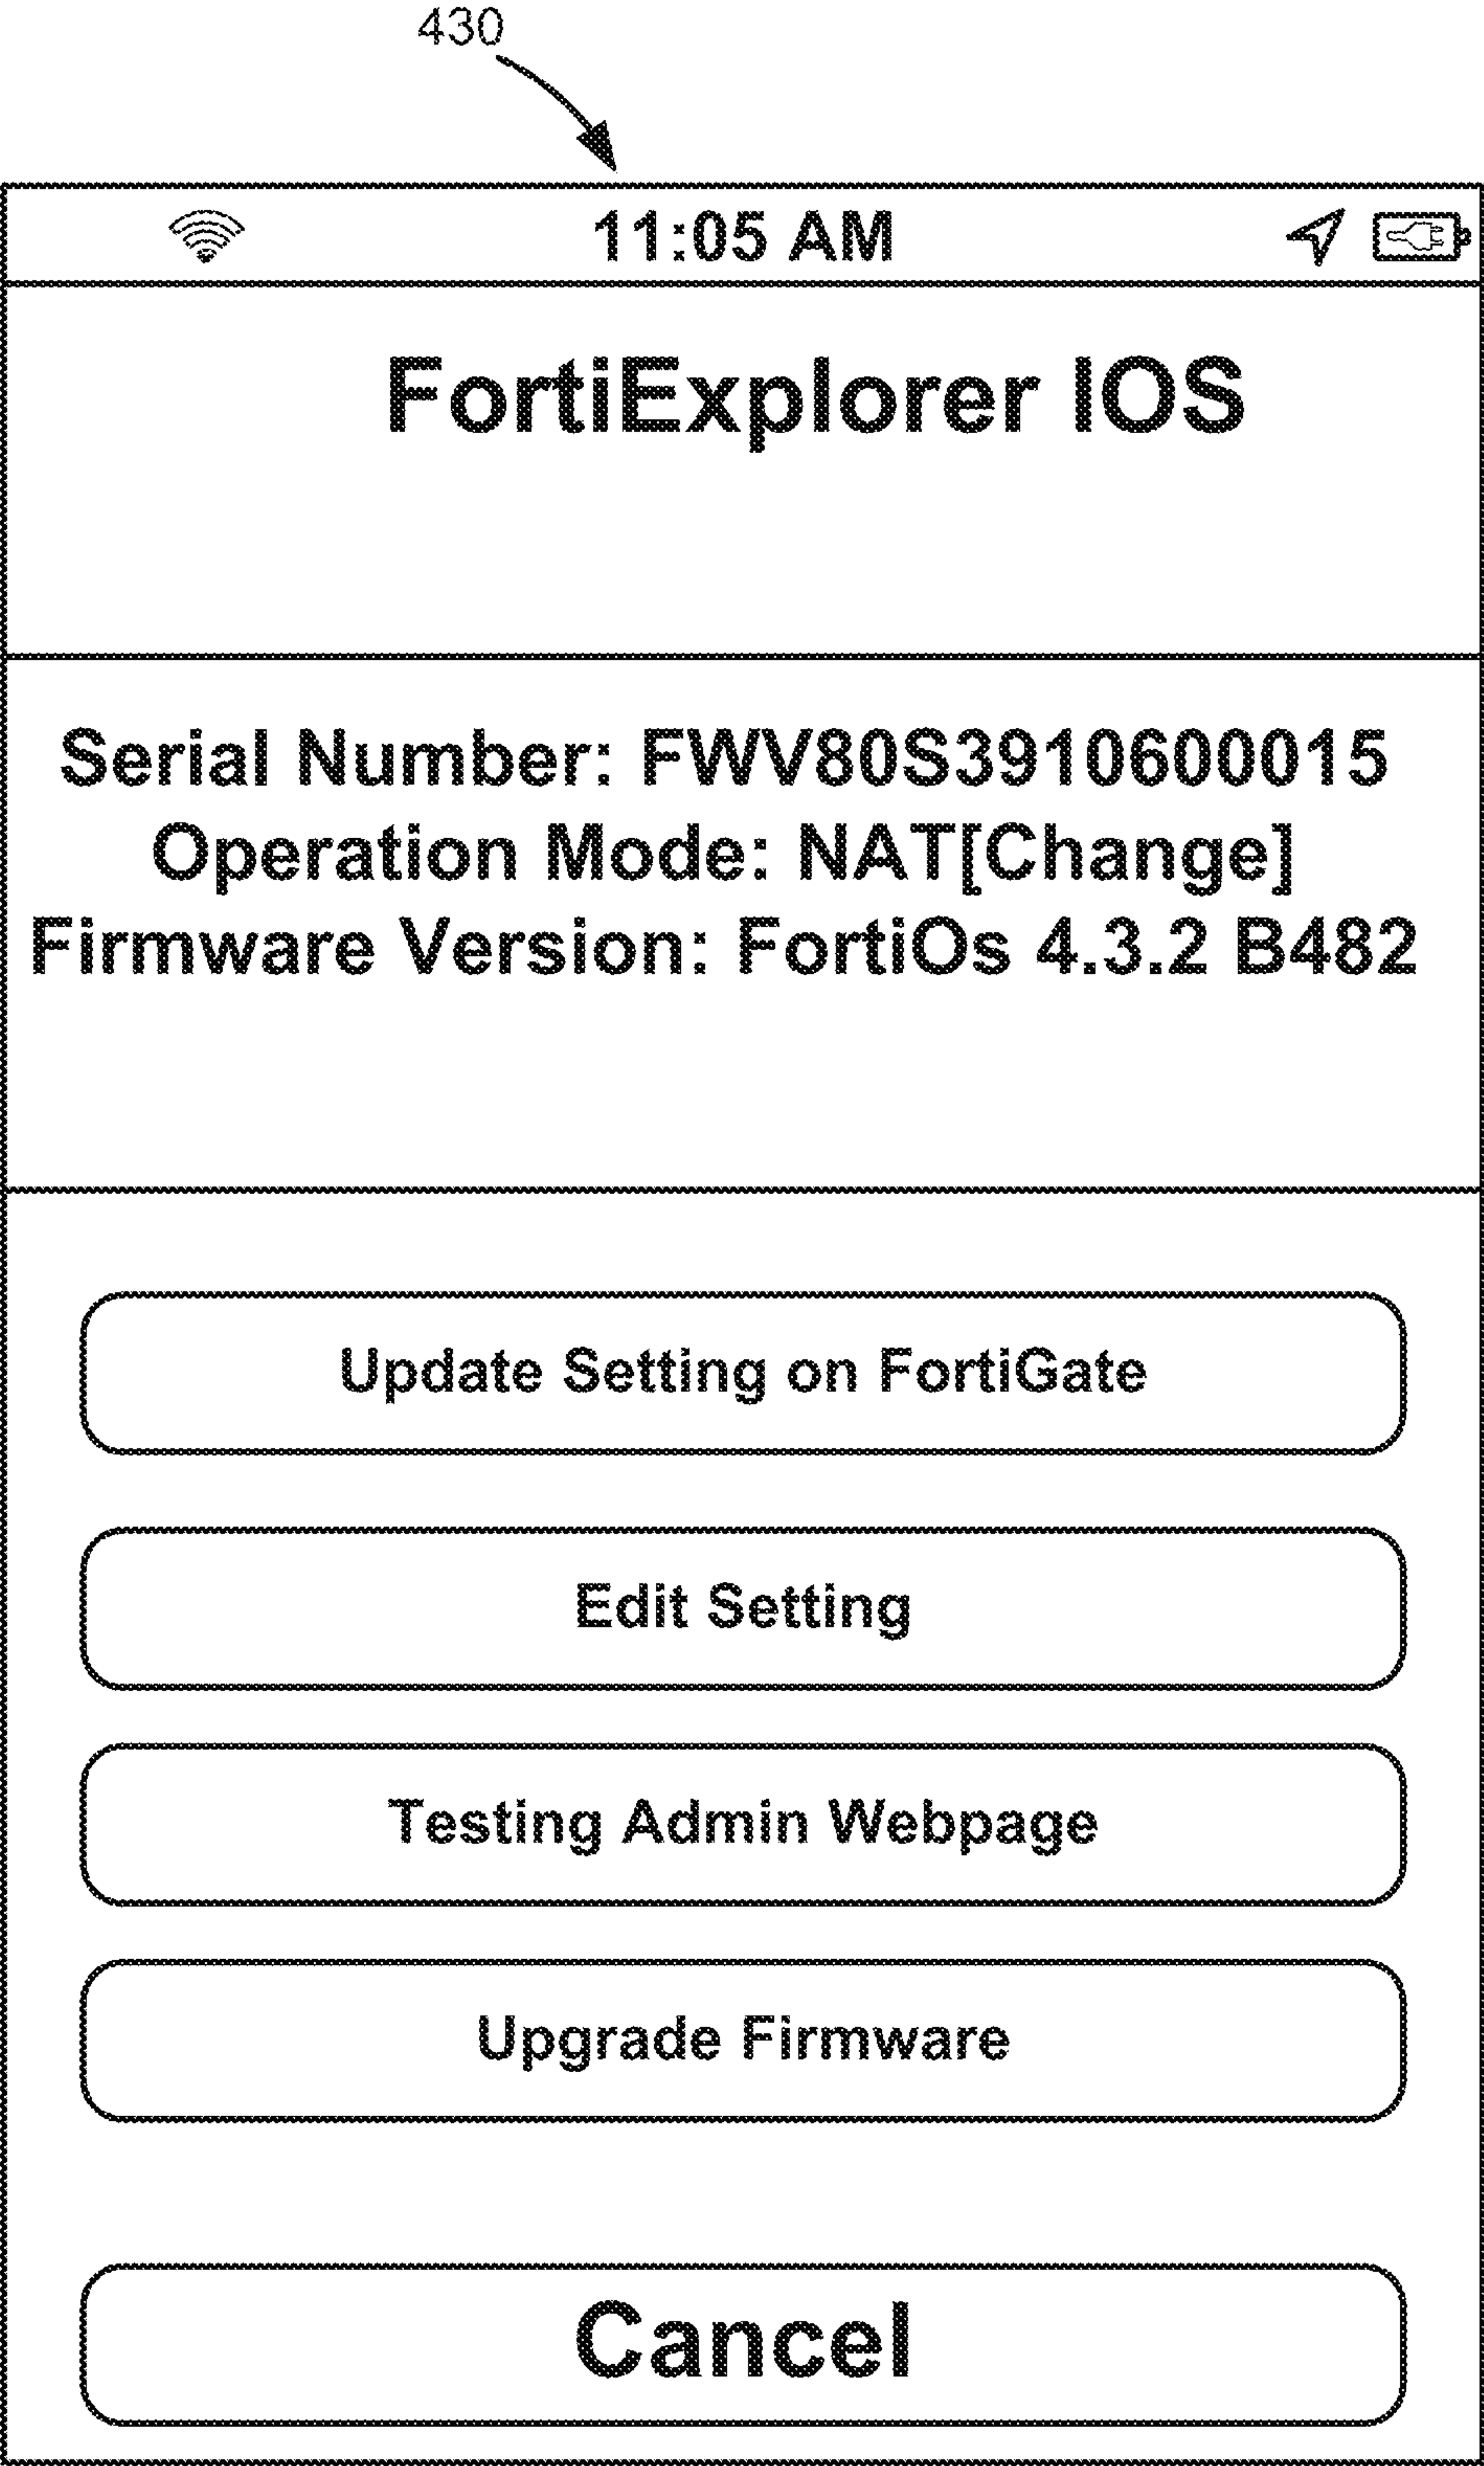 430
11:05 AM
FortiExplorer IOS
Serial Number: FWV80S3910600015
Operation Mode: NAT[Change]
Firmware Version: FortiOs 4.3.2 B482
Update Setting on FortiGate
Edit Setting
Testing Admin Webpage
Upgrade Firmware
Cancel